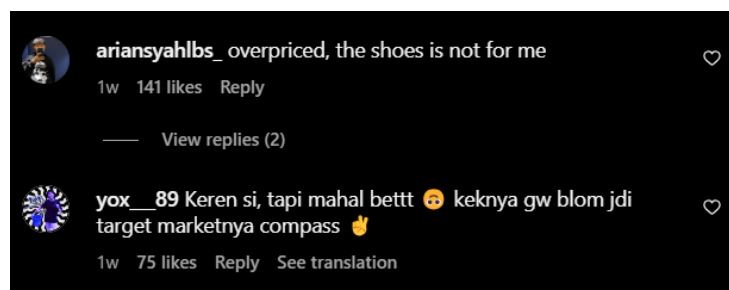 ariansyahlbs_ overpriced, the shoes is not for me
1w 141 likes Reply
View replies (2)
yox___89 Keren si, tapi mahal bettt 🙃 keknya gw blom jdi
target marketnya compass ✌️
1w 75 likes Reply See translation